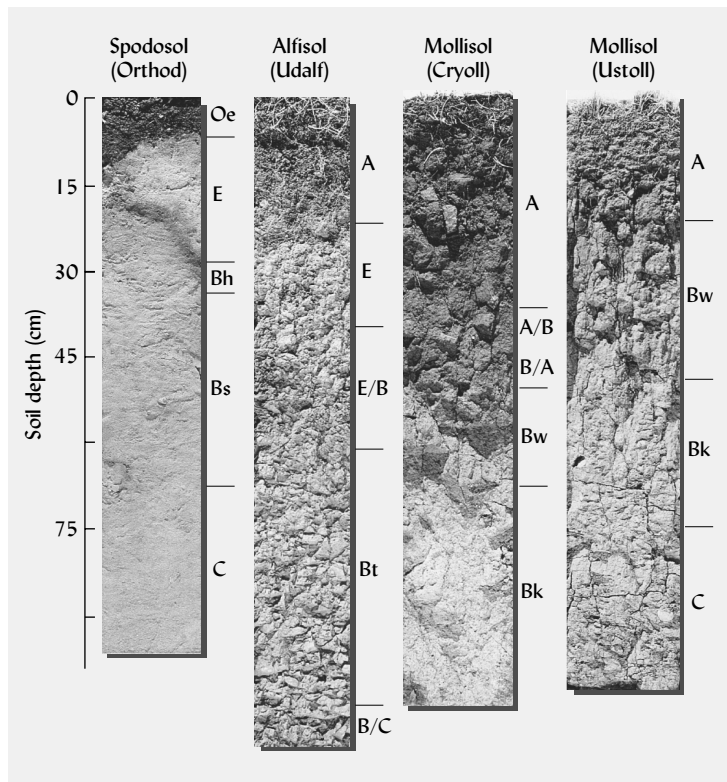 Spodosol
(Orthod)
Alfisol
(Udalf)
Mollisol
(Cryoll)
Mollisol
(Ustoll)
Soil depth (cm)
0
15
30
45
75
Oe
E
Bh
Bs
C
A
E
E/B
Bt
B/C
A
A/B
B/A
Bw
Bk
A
Bw
Bk
C